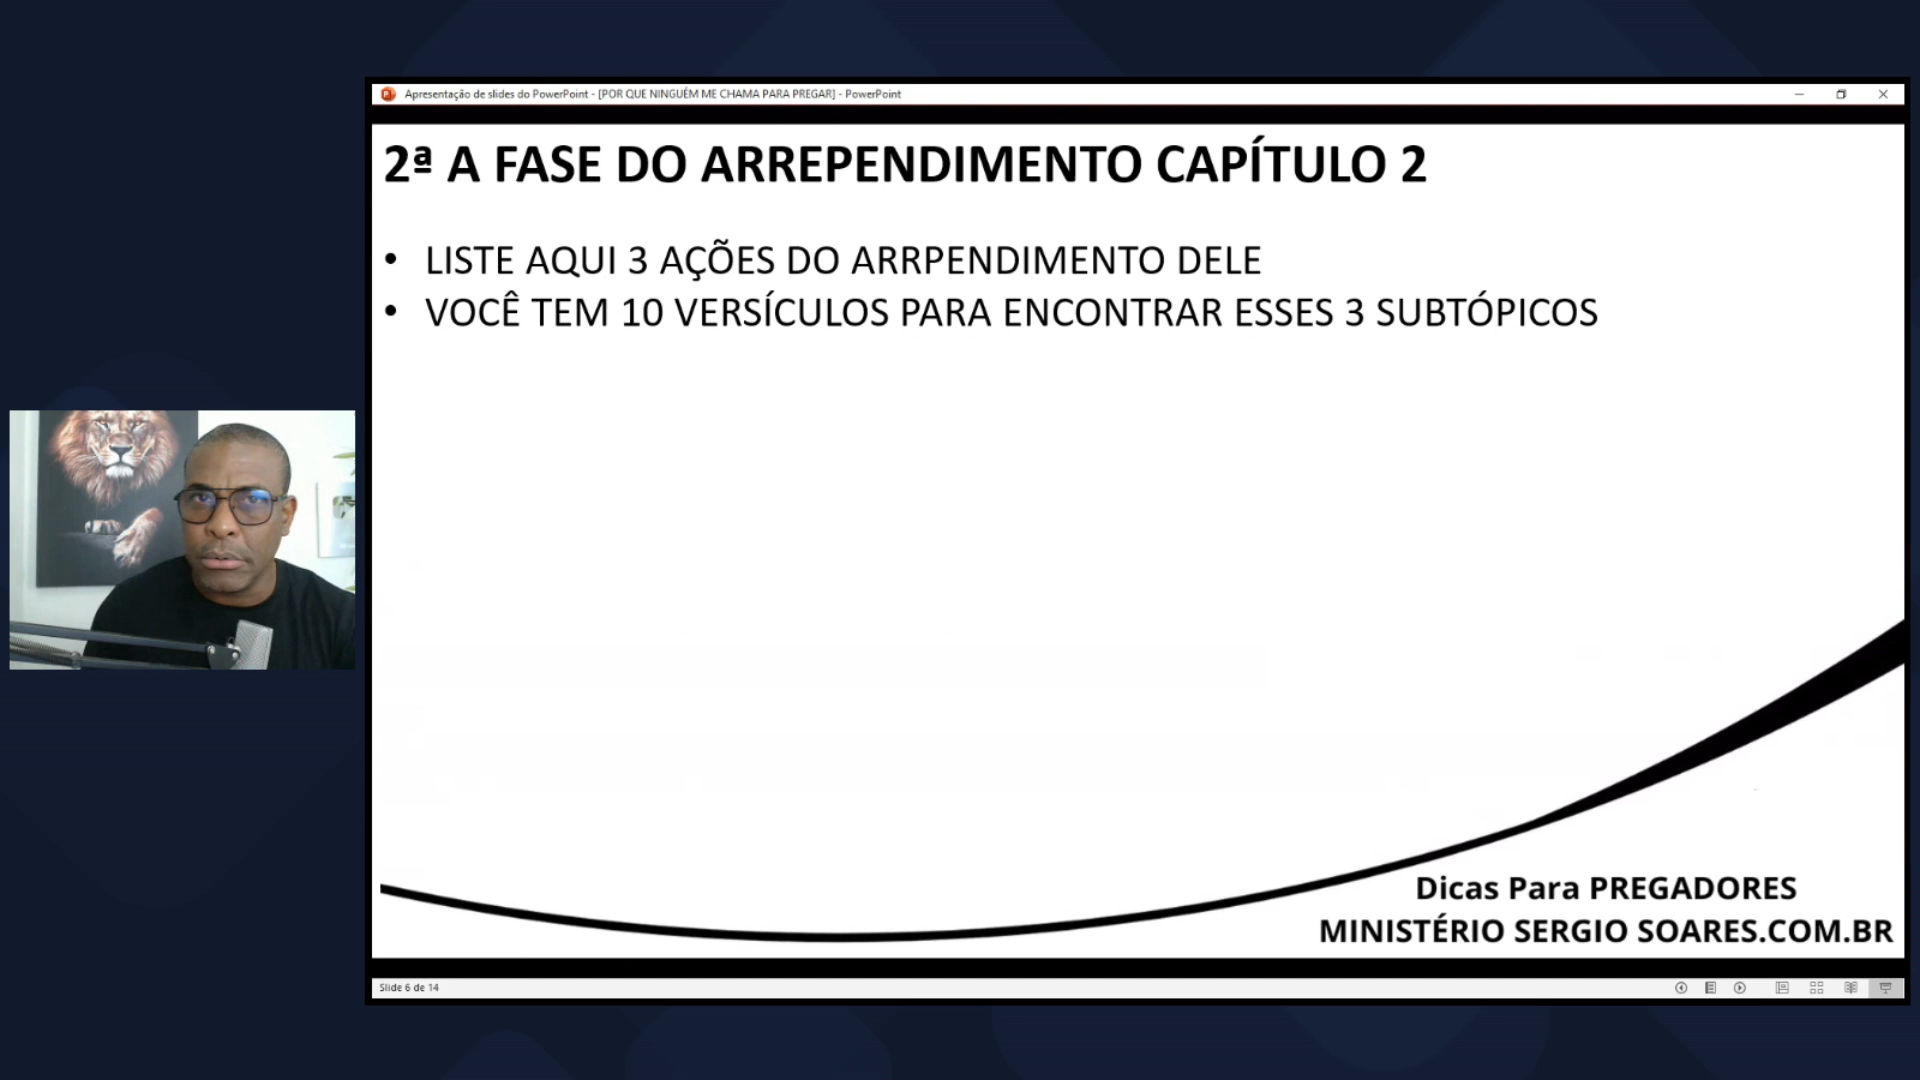 Apresentação de slides do PowerPoint - [POR QUE NINGUÉM ME CHAMA PARA PREGAR] - PowerPoint
2ª A FASE DO ARREPENDIMENTO CAPÍTULO 2
• LISTE AQUI 3 AÇÕES DO ARRPENDIMENTO DELE
• VOCÊ TEM 10 VERSÍCULOS PARA ENCONTRAR ESSES 3 SUBTÓPICOS
Dicas Para PREGADORES
MINISTÉRIO SERGIO SOARES.COM.BR
Slide 6 de 14